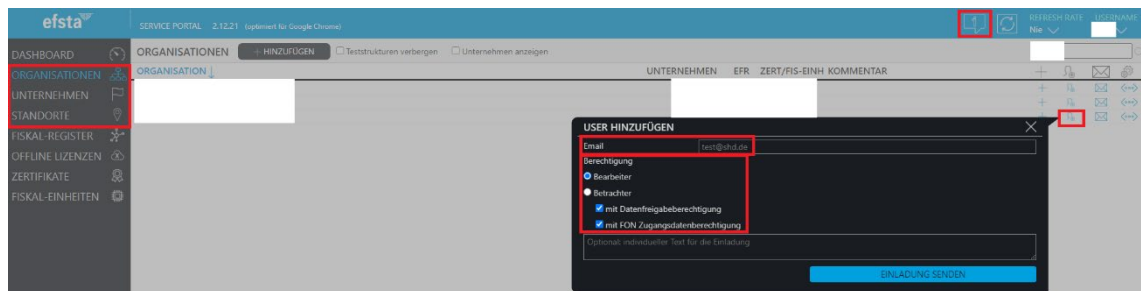 efsta
SERVICE PORTAL 2.12.21 (optimiert für Google Chrome)
1
REFRESH RATE
Nie
USERNAME
DASHBOARD
ORGANISATIONEN
UNTERNEHMEN
STANDORTE
FISKAL-REGISTER
OFFLINE LIZENZEN
ZERTIFIKATE
FISKAL-EINHEITEN
ORGANISATIONEN + HINZUFÜGEN Teststrukturen verbergen Unternehmen anzeigen
ORGANISATION ↓ UNTERNEHMEN EFR ZERT/FIS-EINH KOMMENTAR
USER HINZUFÜGEN
Email test@shd.de
Berechtigung
Bearbeiter
Betrachter
mit Datenfreigabeberechtigung
mit FON Zugangsdatenberechtigung
Optional: individueller Text für die Einladung
EINLADUNG SENDEN